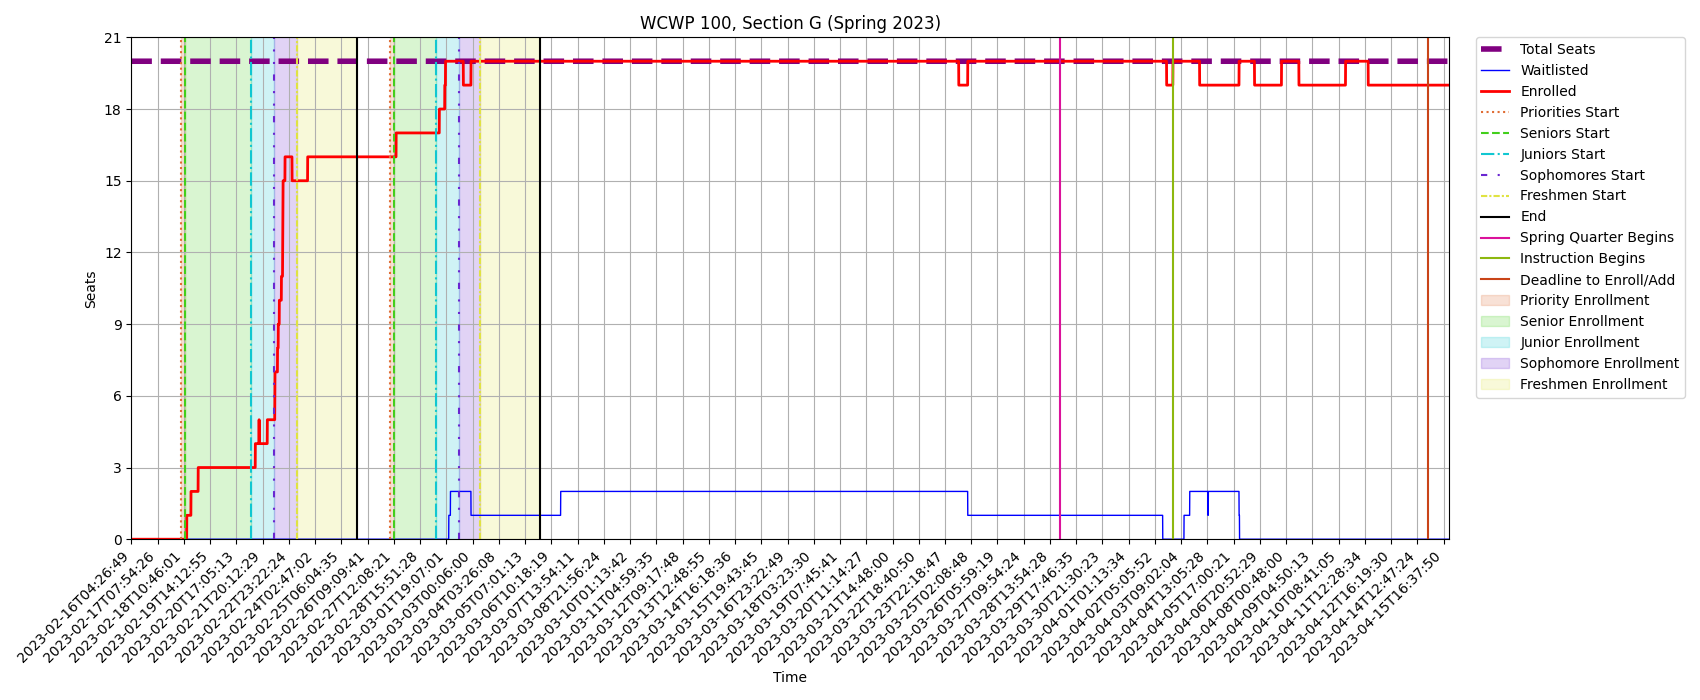 WCWP 100, Section G (Spring 2023)
Seats
21
18
15
12
9
6
3
0
2023-02-16T04:26:49
2023-02-17T07:54:26
2023-02-18T10:46:01
2023-02-19T14:12:55
2023-02-20T17:05:13
2023-02-21T20:12:29
2023-02-22T23:22:24
2023-02-24T02:47:02
2023-02-25T06:04:35
2023-02-26T09:09:41
2023-02-27T12:08:21
2023-02-28T15:51:28
2023-03-01T19:07:01
2023-03-03T00:06:00
2023-03-04T03:26:08
2023-03-05T07:01:13
2023-03-06T10:18:19
2023-03-07T13:54:11
2023-03-08T21:56:24
2023-03-10T01:13:42
2023-03-11T04:59:35
2023-03-12T09:17:48
2023-03-13T12:48:55
2023-03-14T16:18:36
2023-03-15T19:43:45
2023-03-16T23:22:49
2023-03-18T03:23:30
2023-03-19T07:45:41
2023-03-20T11:14:27
2023-03-21T14:48:00
2023-03-22T18:40:50
2023-03-23T22:18:47
2023-03-25T02:08:48
2023-03-26T05:59:19
2023-03-27T09:54:24
2023-03-28T13:54:28
2023-03-29T17:46:35
2023-03-30T21:30:23
2023-04-01T01:13:34
2023-04-02T05:05:52
2023-04-03T09:02:04
2023-04-04T13:05:28
2023-04-05T17:00:21
2023-04-06T20:52:29
2023-04-08T00:48:00
2023-04-09T04:50:13
2023-04-10T08:41:05
2023-04-11T12:28:34
2023-04-12T16:19:30
2023-04-14T12:47:24
2023-04-15T16:37:50
Time
Total Seats
Waitlisted
Enrolled
Priorities Start
Seniors Start
Juniors Start
Sophomores Start
Freshmen Start
End
Spring Quarter Begins
Instruction Begins
Deadline to Enroll/Add
Priority Enrollment
Senior Enrollment
Junior Enrollment
Sophomore Enrollment
Freshmen Enrollment